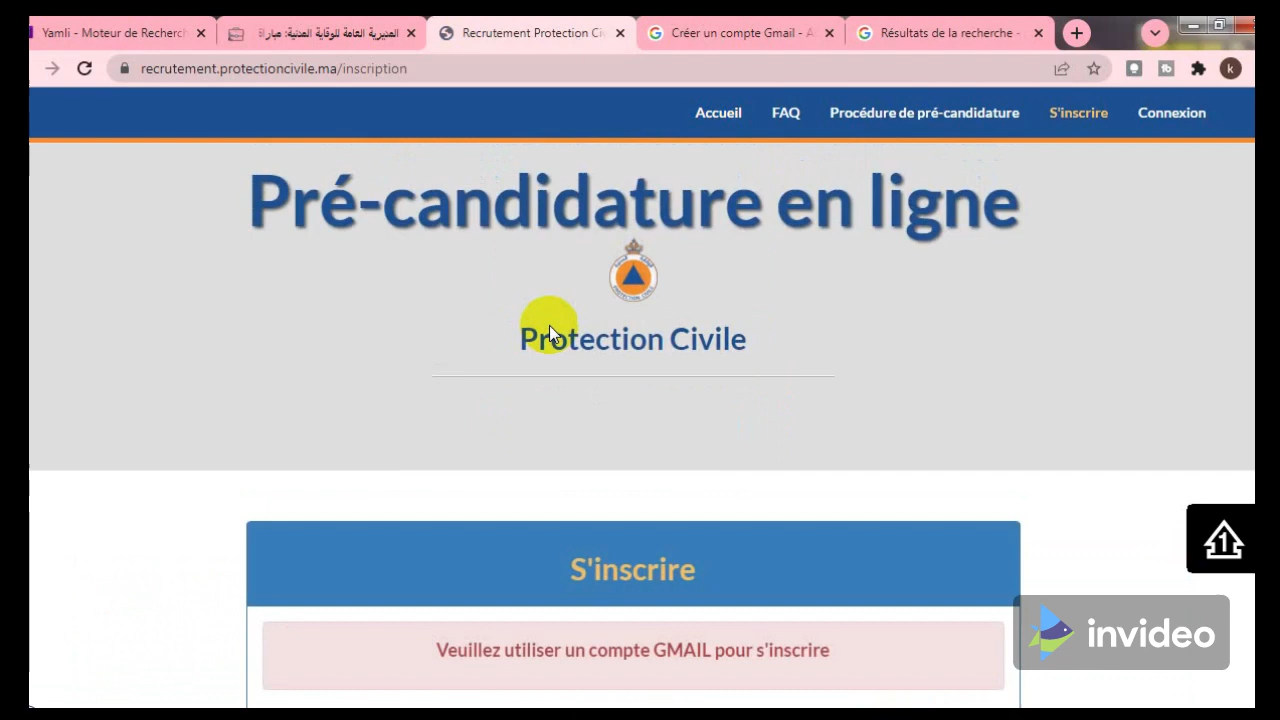 Yamli - Moteur de Recherch
المديرية العامة للوقاية المدنية: مباراة
Recrutement Protection Ci
Créer un compte Gmail - A
Résultats de la recherche -
recrutement.protectioncivile.ma/inscription
k
Accueil
FAQ
Procédure de pré-candidature
S'inscrire
Connexion
Pré-candidature en ligne
Protection Civile
S'inscrire
Veuillez utiliser un compte GMAIL pour s'inscrire
1
invideo